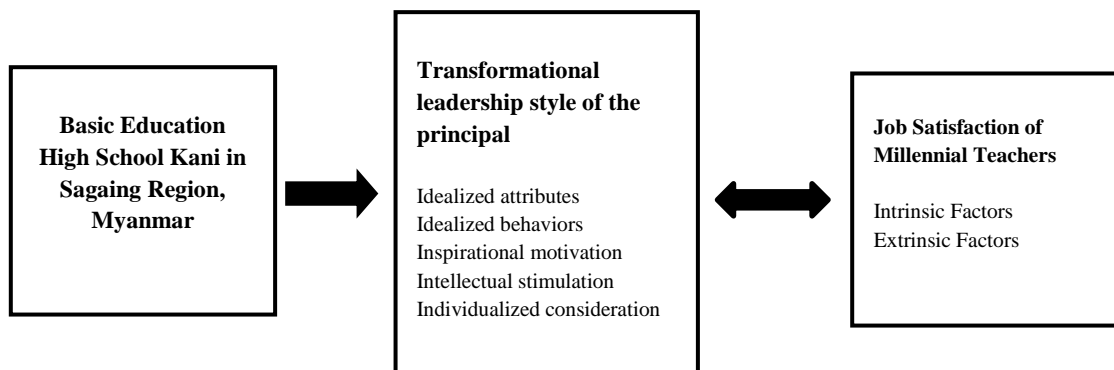 Basic Education
High School Kani in
Sagaing Region,
Myanmar
Transformational
leadership style of the
principal
Idealized attributes
Idealized behaviors
Inspirational motivation
Intellectual stimulation
Individualized consideration
Job Satisfaction of
Millennial Teachers
Intrinsic Factors
Extrinsic Factors